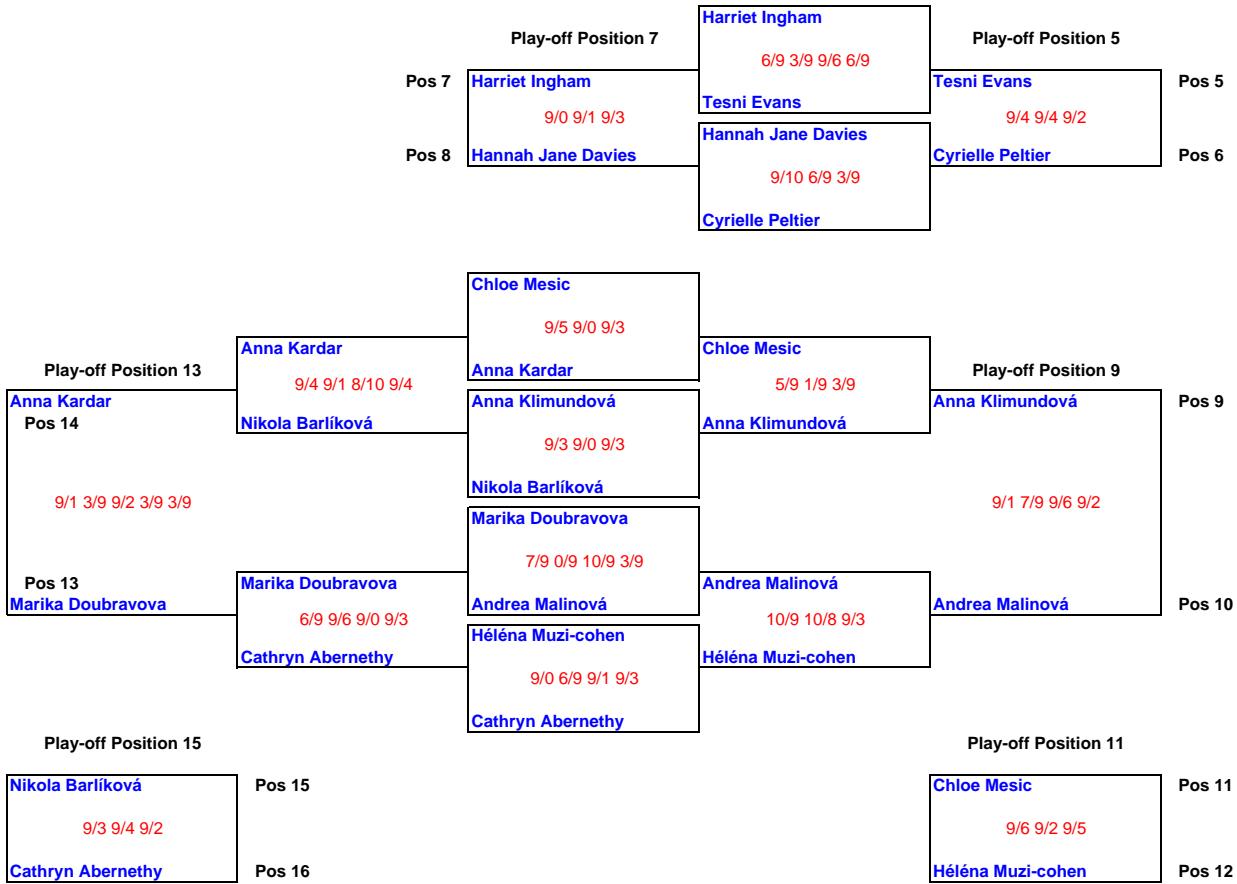 Harriet Ingham
Play-off Position 7 Play-off Position 5
6/9 3/9 9/6 6/9
Pos 7 Harriet Ingham Tesni Evans Pos 5
Tesni Evans
9/0 9/1 9/3 9/4 9/4 9/2
Hannah Jane Davies
Pos 8 Hannah Jane Davies Cyrielle Peltier Pos 6
9/10 6/9 3/9
Cyrielle Peltier
Chloe Mesic
9/5 9/0 9/3
Anna Kardar Chloe Mesic
Play-off Position 13 Anna Kardar Play-off Position 9
9/4 9/1 8/10 9/4 5/9 1/9 3/9
Anna Kardar Anna Klimundová Anna Klimundová Pos 9
Pos 14 Nikola Barlíková Anna Klimundová
9/3 9/0 9/3
Nikola Barlíková
9/1 3/9 9/2 3/9 3/9 9/1 7/9 9/6 9/2
Marika Doubravova
7/9 0/9 10/9 3/9
Pos 13 Marika Doubravova Andrea Malinová
Marika Doubravova Andrea Malinová Andrea Malinová Pos 10
6/9 9/6 9/0 9/3 10/9 10/8 9/3
Héléna Muzi-cohen
Cathryn Abernethy Héléna Muzi-cohen
9/0 6/9 9/1 9/3
Cathryn Abernethy
Play-off Position 15 Play-off Position 11
Nikola Barlíková Pos 15 Chloe Mesic Pos 11
9/3 9/4 9/2 9/6 9/2 9/5
Cathryn Abernethy Pos 16 Héléna Muzi-cohen Pos 12